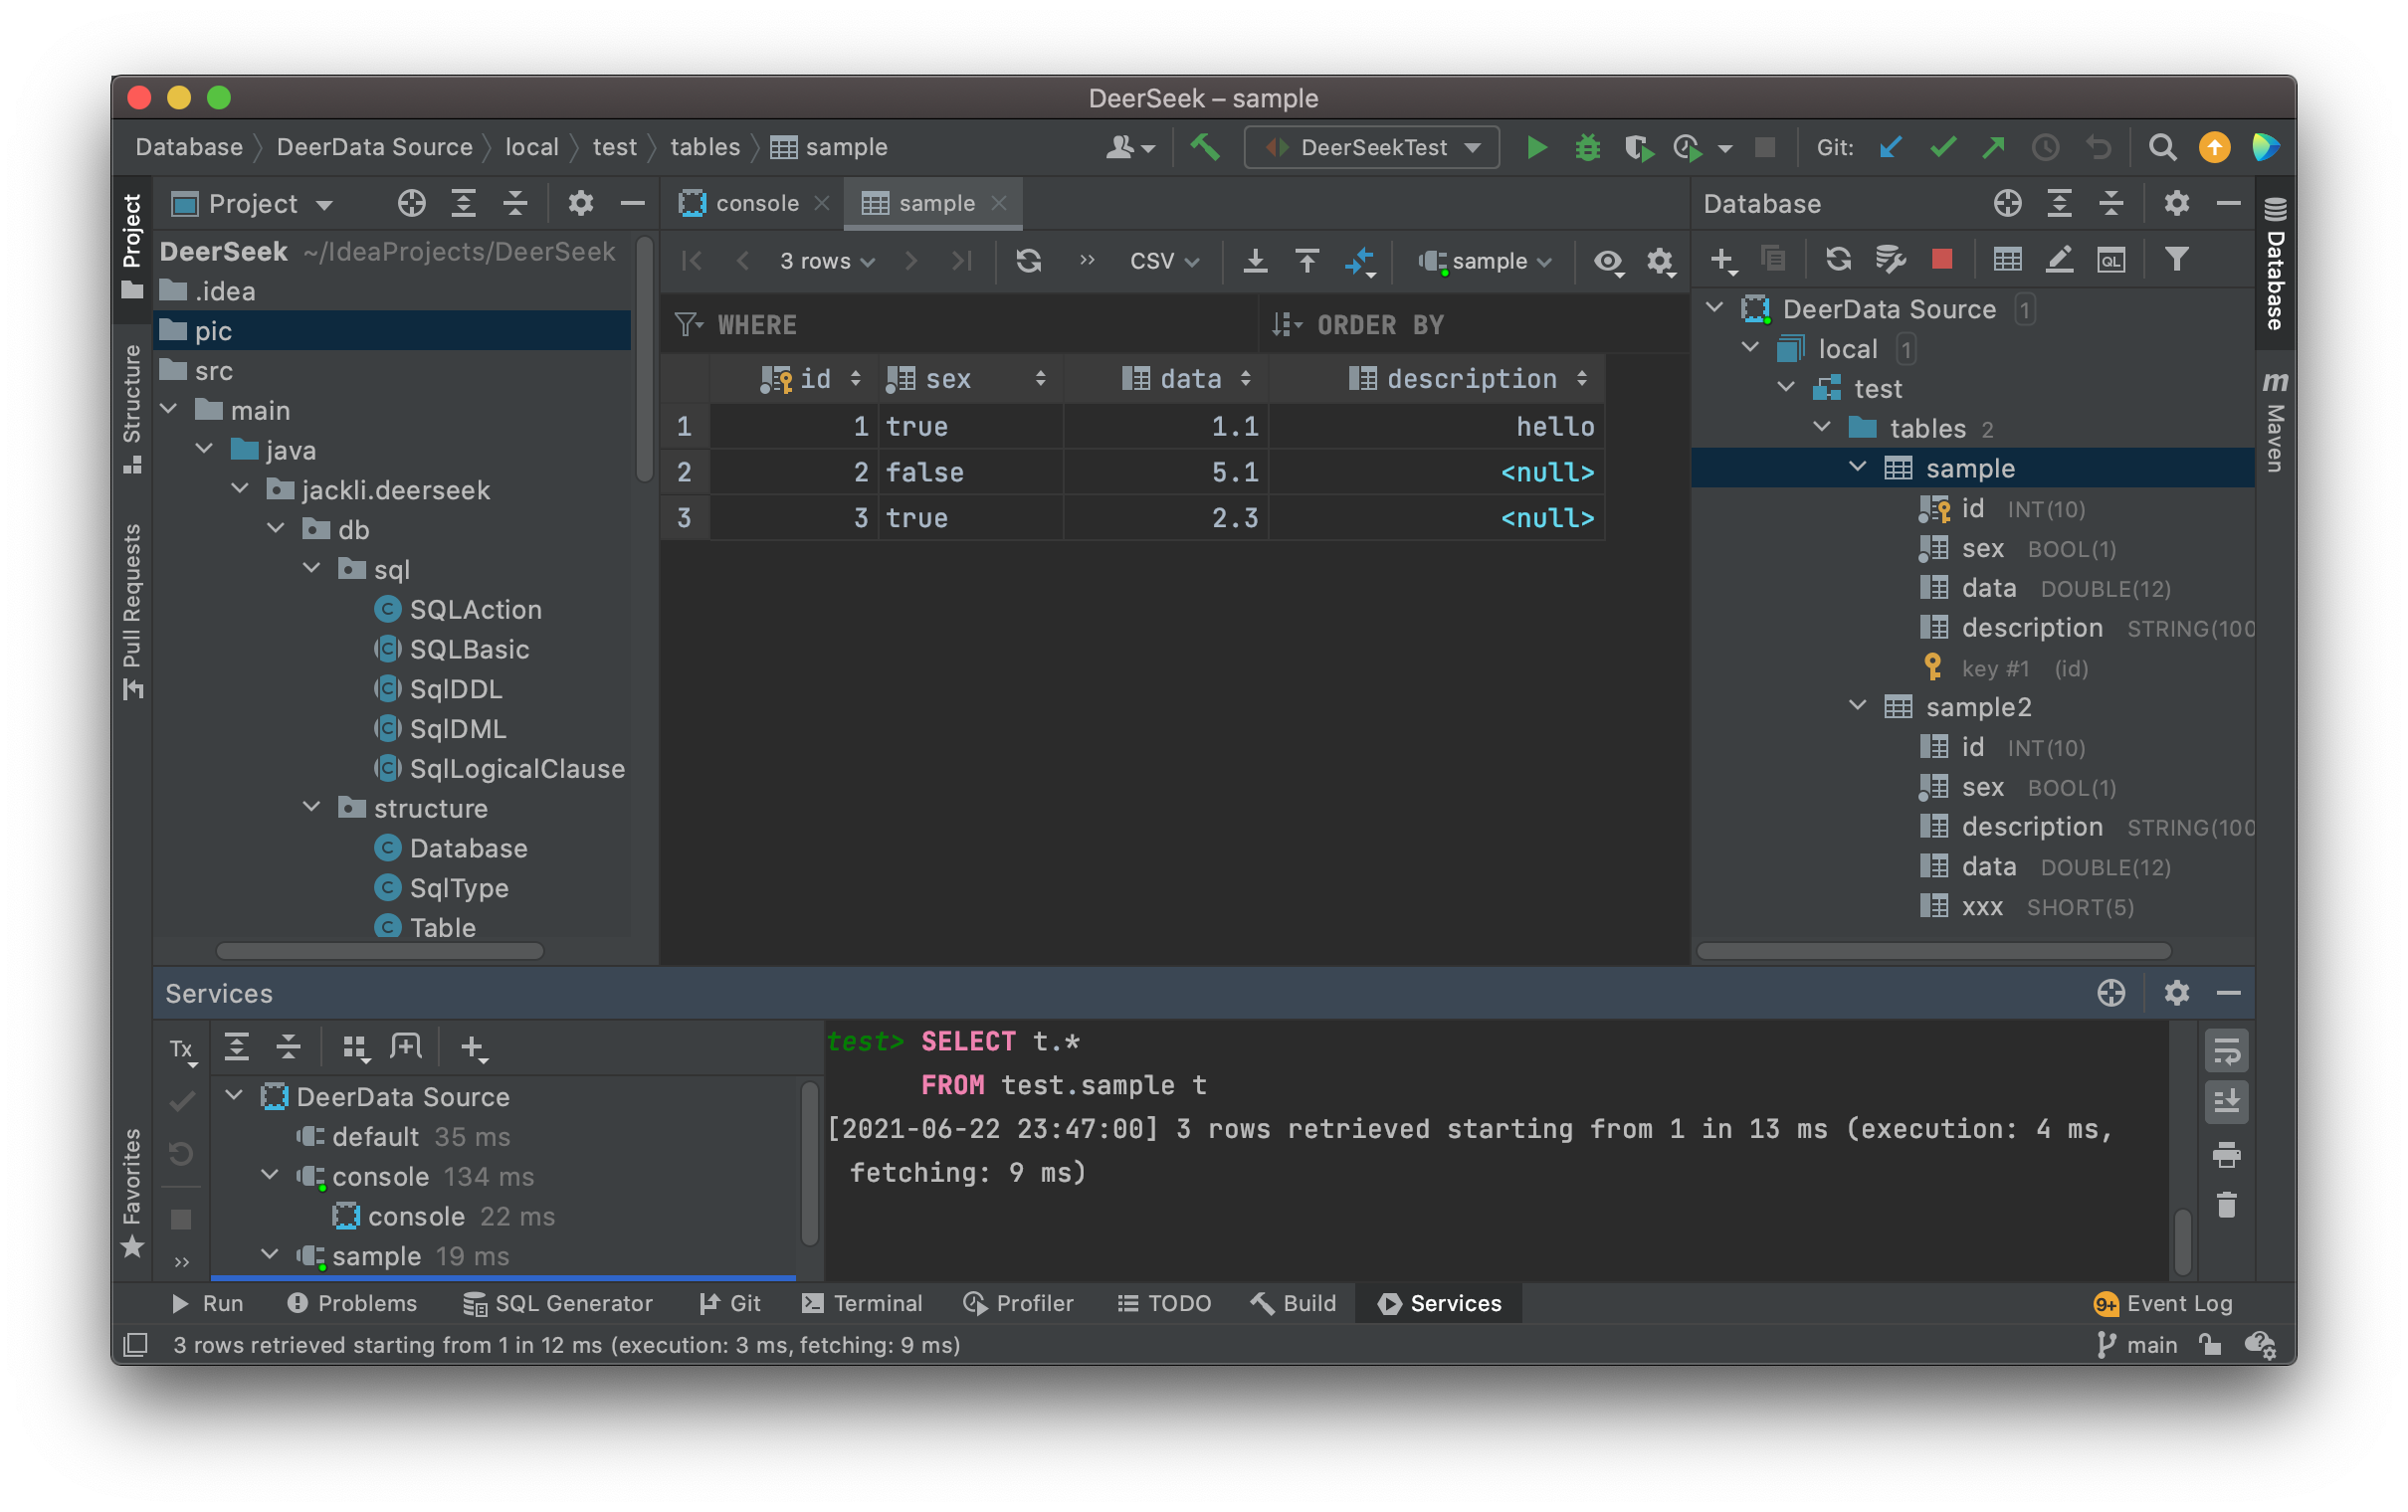 DeerSeek – sample
Database DeerData Source local test tables sample
DeerSeekTest
Git:
Project
Structure
Pull Requests
Favorites
Project
DeerSeek ~/IdeaProjects/DeerSeek
.idea
pic
src
main
java
jackli.deerseek
db
sql
SQLAction
SQLBasic
SqlDDL
SqlDML
SqlLogicalClause
structure
Database
SqlType
Table
console
sample
3 rows CSV sample
WHERE ORDER BY
id sex data description
1 1 true 1.1 hello
2 2 false 5.1 <null>
3 3 true 2.3 <null>
Database
QL
DeerData Source 1
local 1
test
tables 2
sample
id INT(10)
sex BOOL(1)
data DOUBLE(12)
description STRING(100
key #1 (id)
sample2
id INT(10)
sex BOOL(1)
description STRING(100
data DOUBLE(12)
xxx SHORT(5)
Database
m
Maven
Services
Tx
DeerData Source
default 35 ms
console 134 ms
console 22 ms
sample 19 ms
test> SELECT t.*
FROM test.sample t
[2021-06-22 23:47:00] 3 rows retrieved starting from 1 in 13 ms (execution: 4 ms,
fetching: 9 ms)
Run Problems SQL Generator Git Terminal Profiler TODO Build Services 9+ Event Log
3 rows retrieved starting from 1 in 12 ms (execution: 3 ms, fetching: 9 ms) main